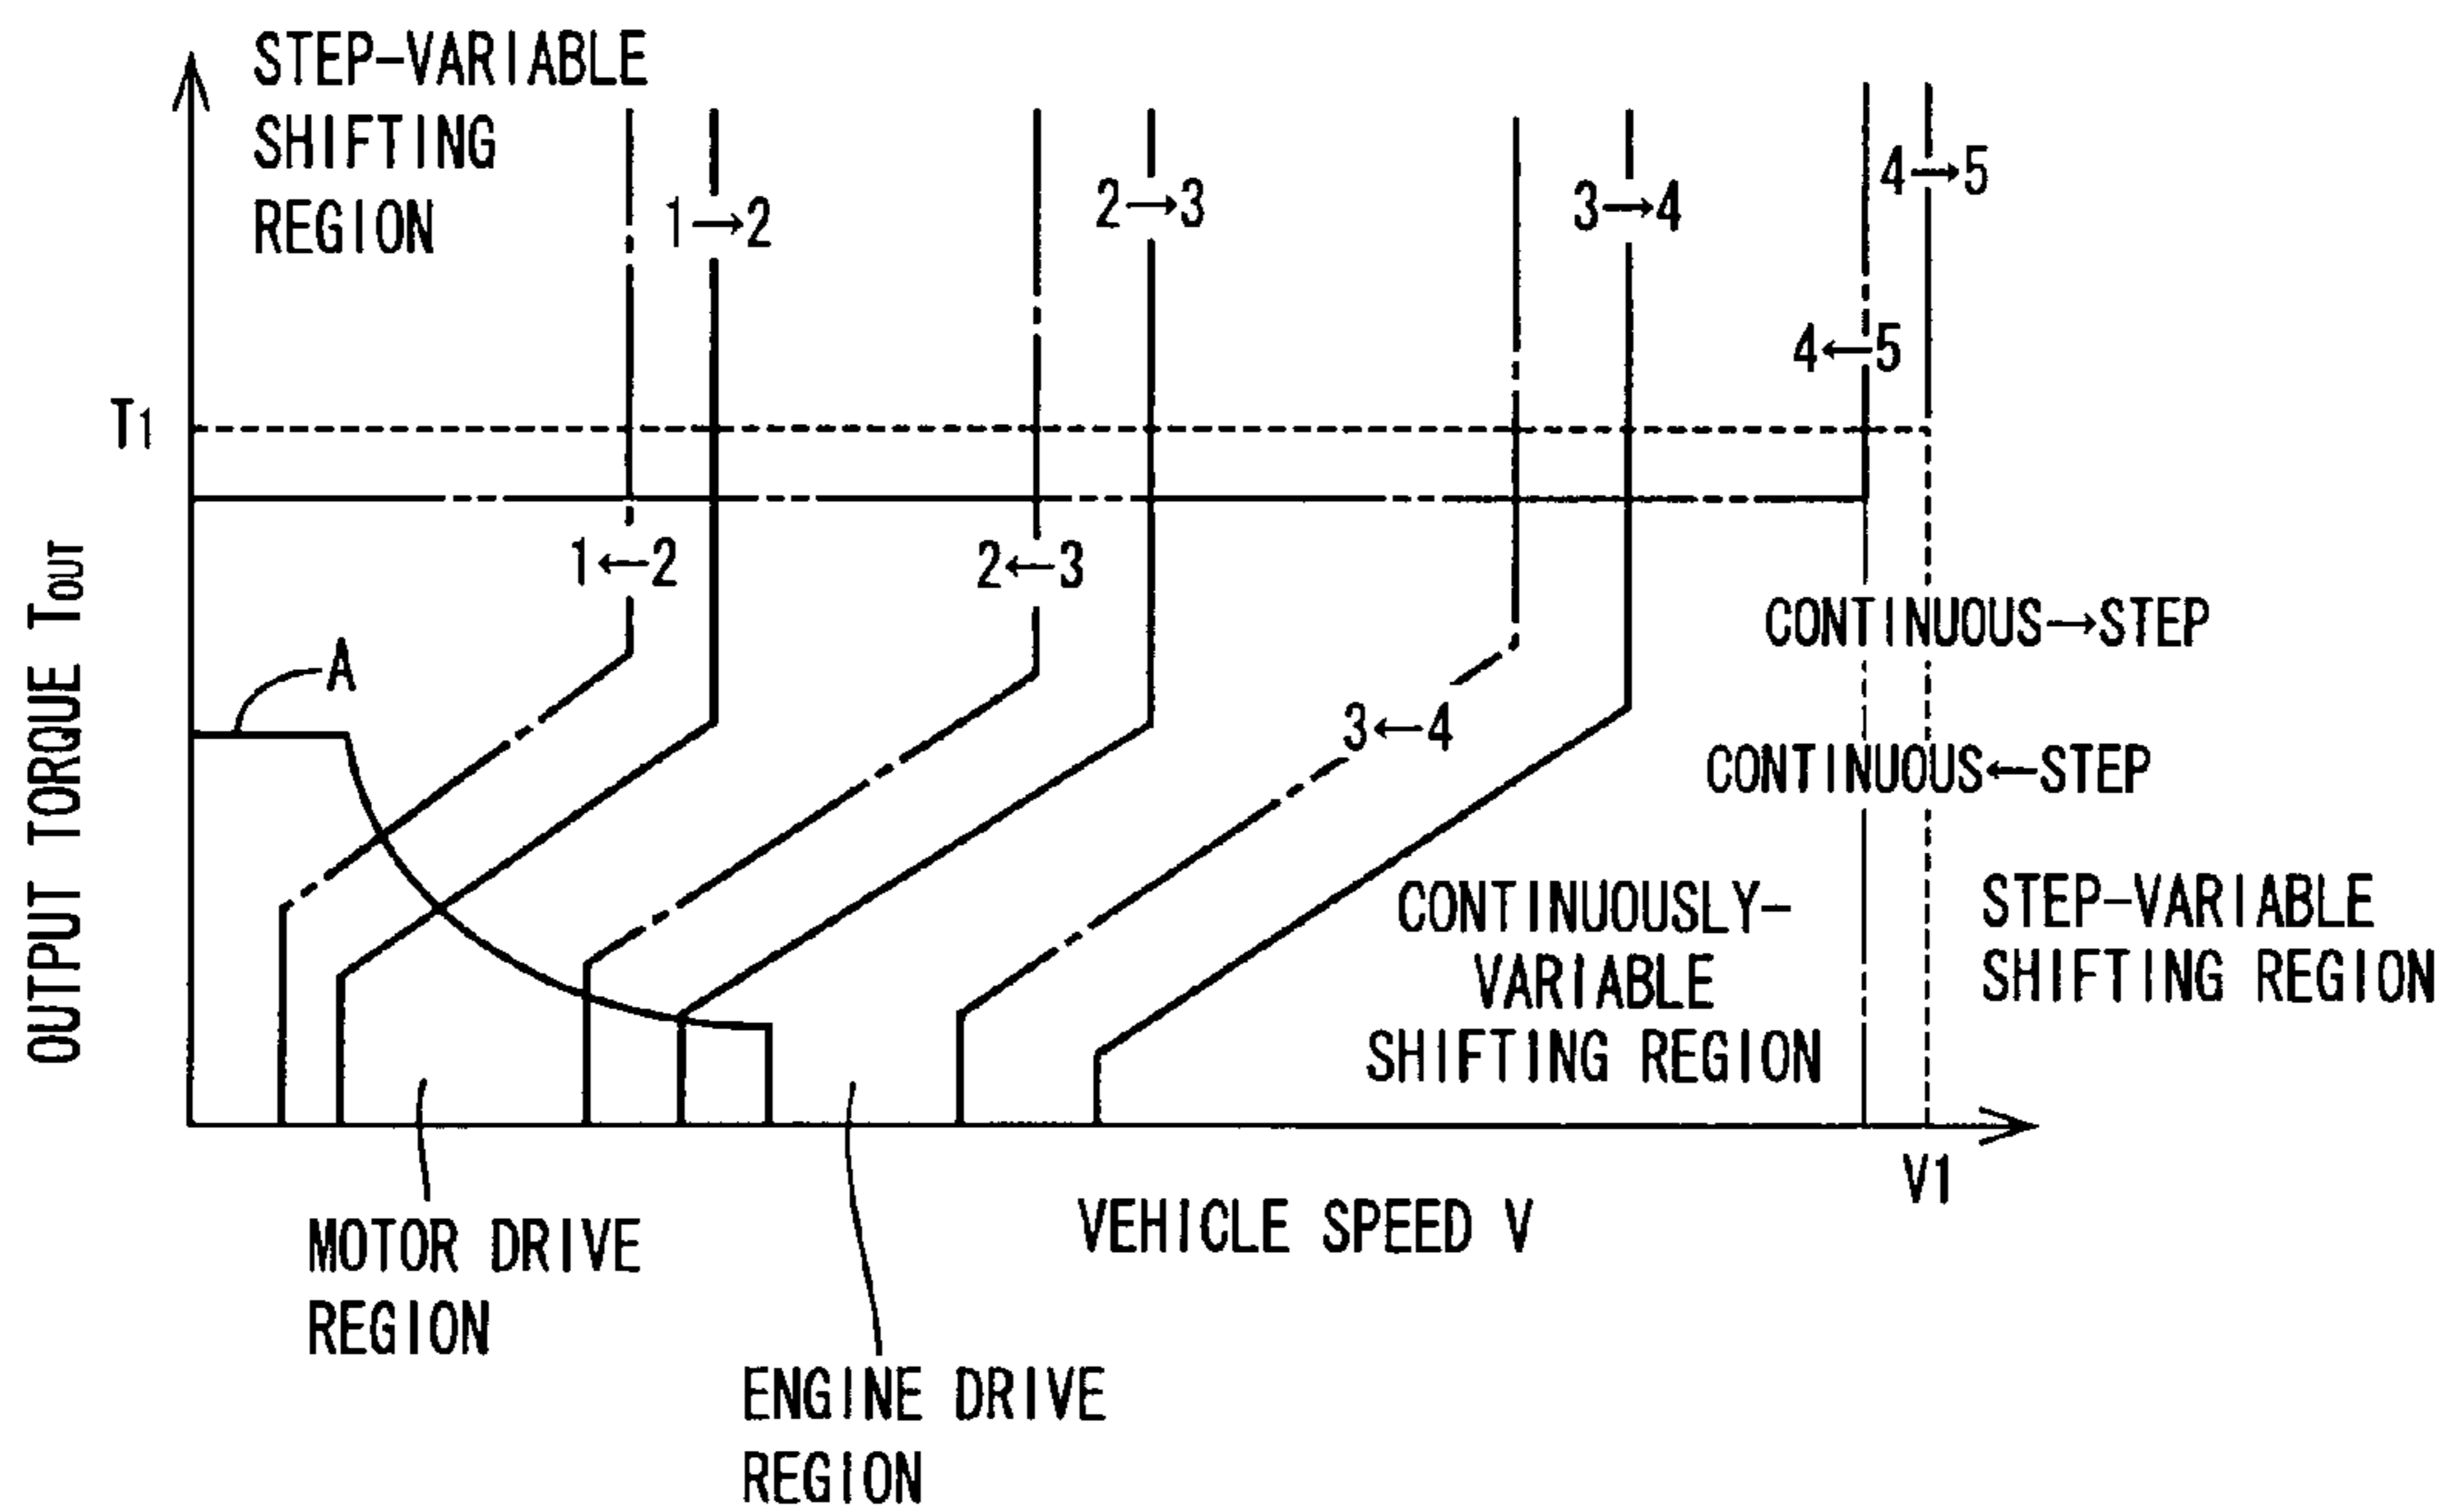 STEP-VARIABLE
SHIFTING
REGION
1→2
2→3
3→4
4→5
4←5
T1
1←2
2←3
CONTINUOUS→STEP
A
3←4
CONTINUOUS←STEP
OUTPUT TORQUE TOUT
CONTINUOUSLY-
VARIABLE
SHIFTING REGION
STEP-VARIABLE
SHIFTING REGION
V1
VEHICLE SPEED V
MOTOR DRIVE
REGION
ENGINE DRIVE
REGION